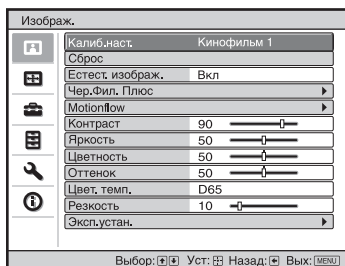 Изображ.
Калиб.наст. Кинофильм 1
Сброс
Естест. изображ. Вкл
Чер.Фил. Плюс
Motionflow
Контраст 90
Яркость 50
Цветность 50
Оттенок 50
Цвет. темп. D65
Резкость 10
Эксп.устан.
Выбор: Уст: Назад: Вых: MENU